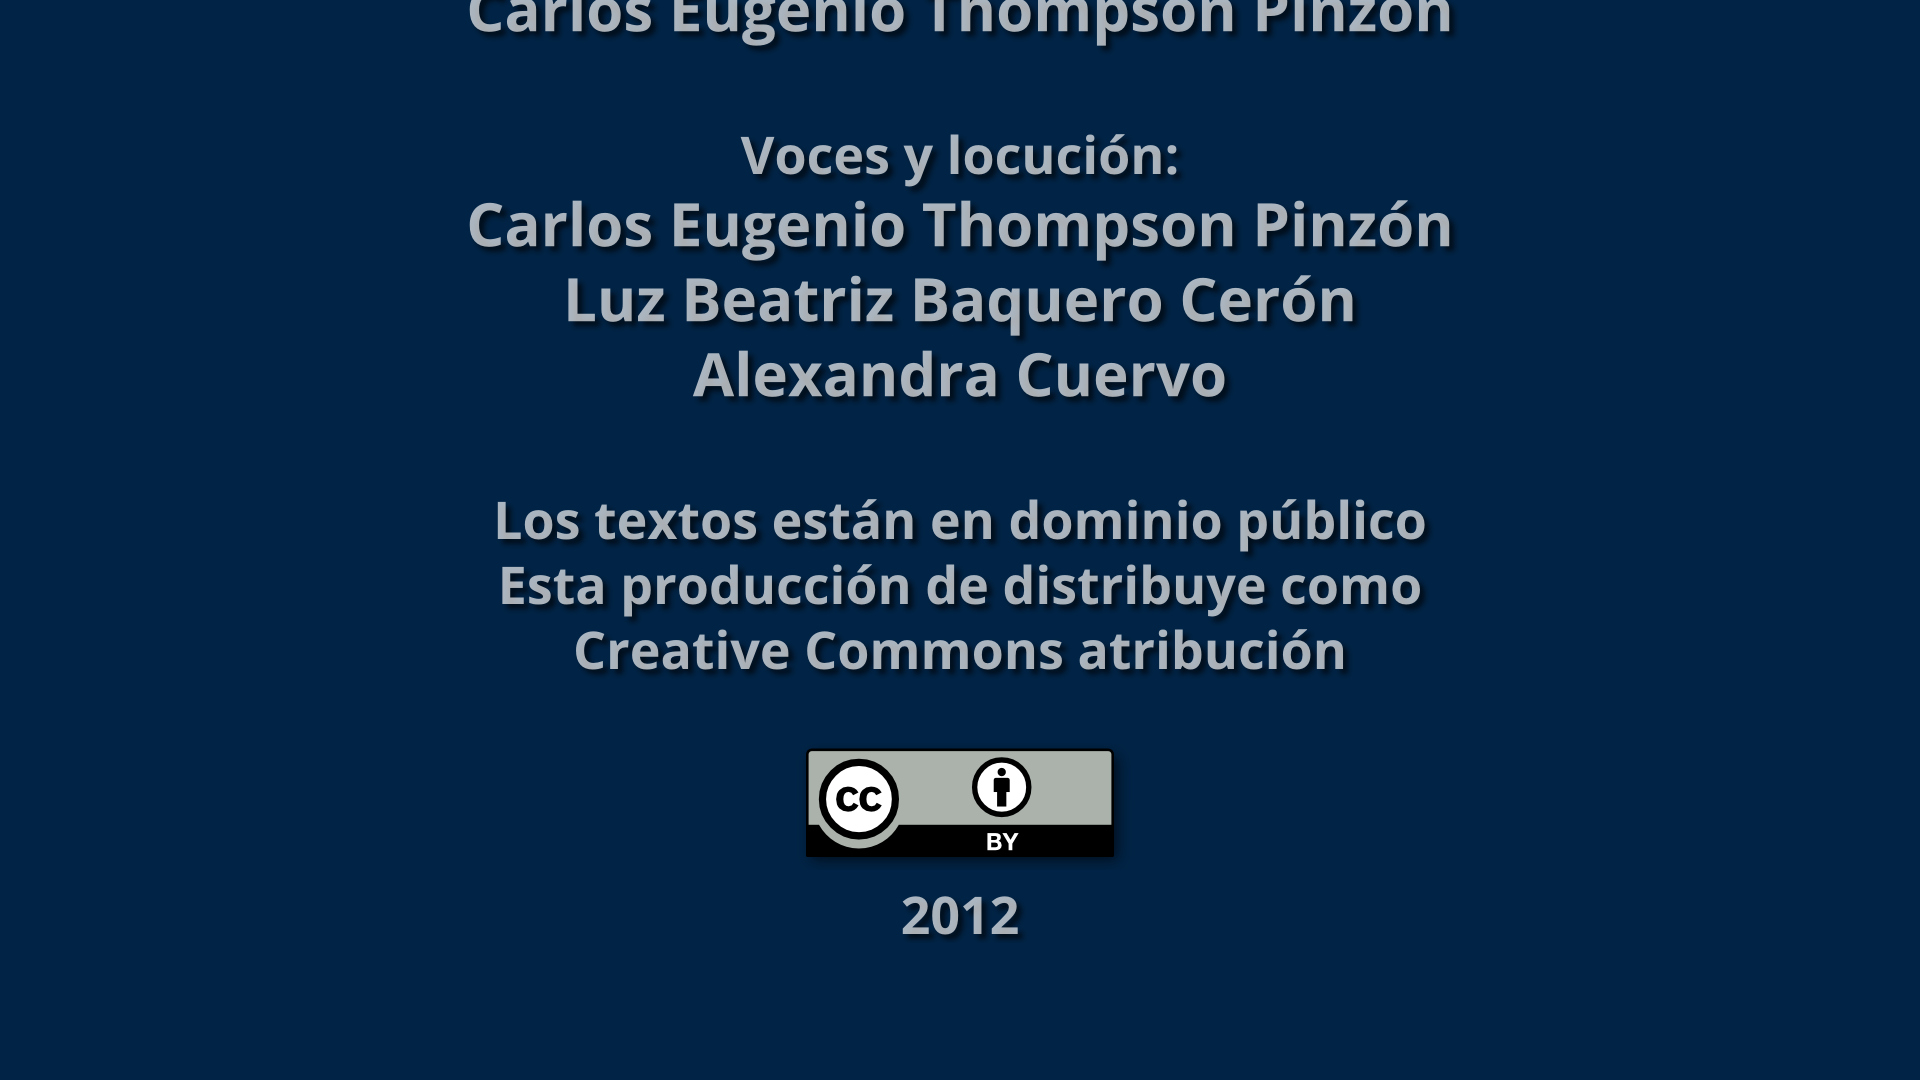 Carlos Eugenio Thompson Pinzón
Voces y locución:
Carlos Eugenio Thompson Pinzón
Luz Beatriz Baquero Cerón
Alexandra Cuervo
Los textos están en dominio público
Esta producción de distribuye como
Creative Commons atribución
cc
BY
2012